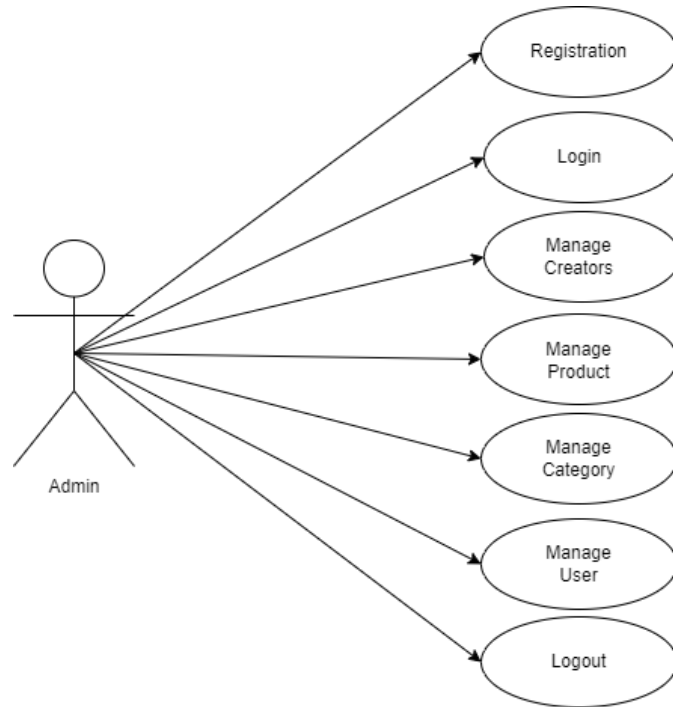 Registration
Login
Manage
Creators
Manage
Product
Manage
Category
Admin
Manage
User
Logout